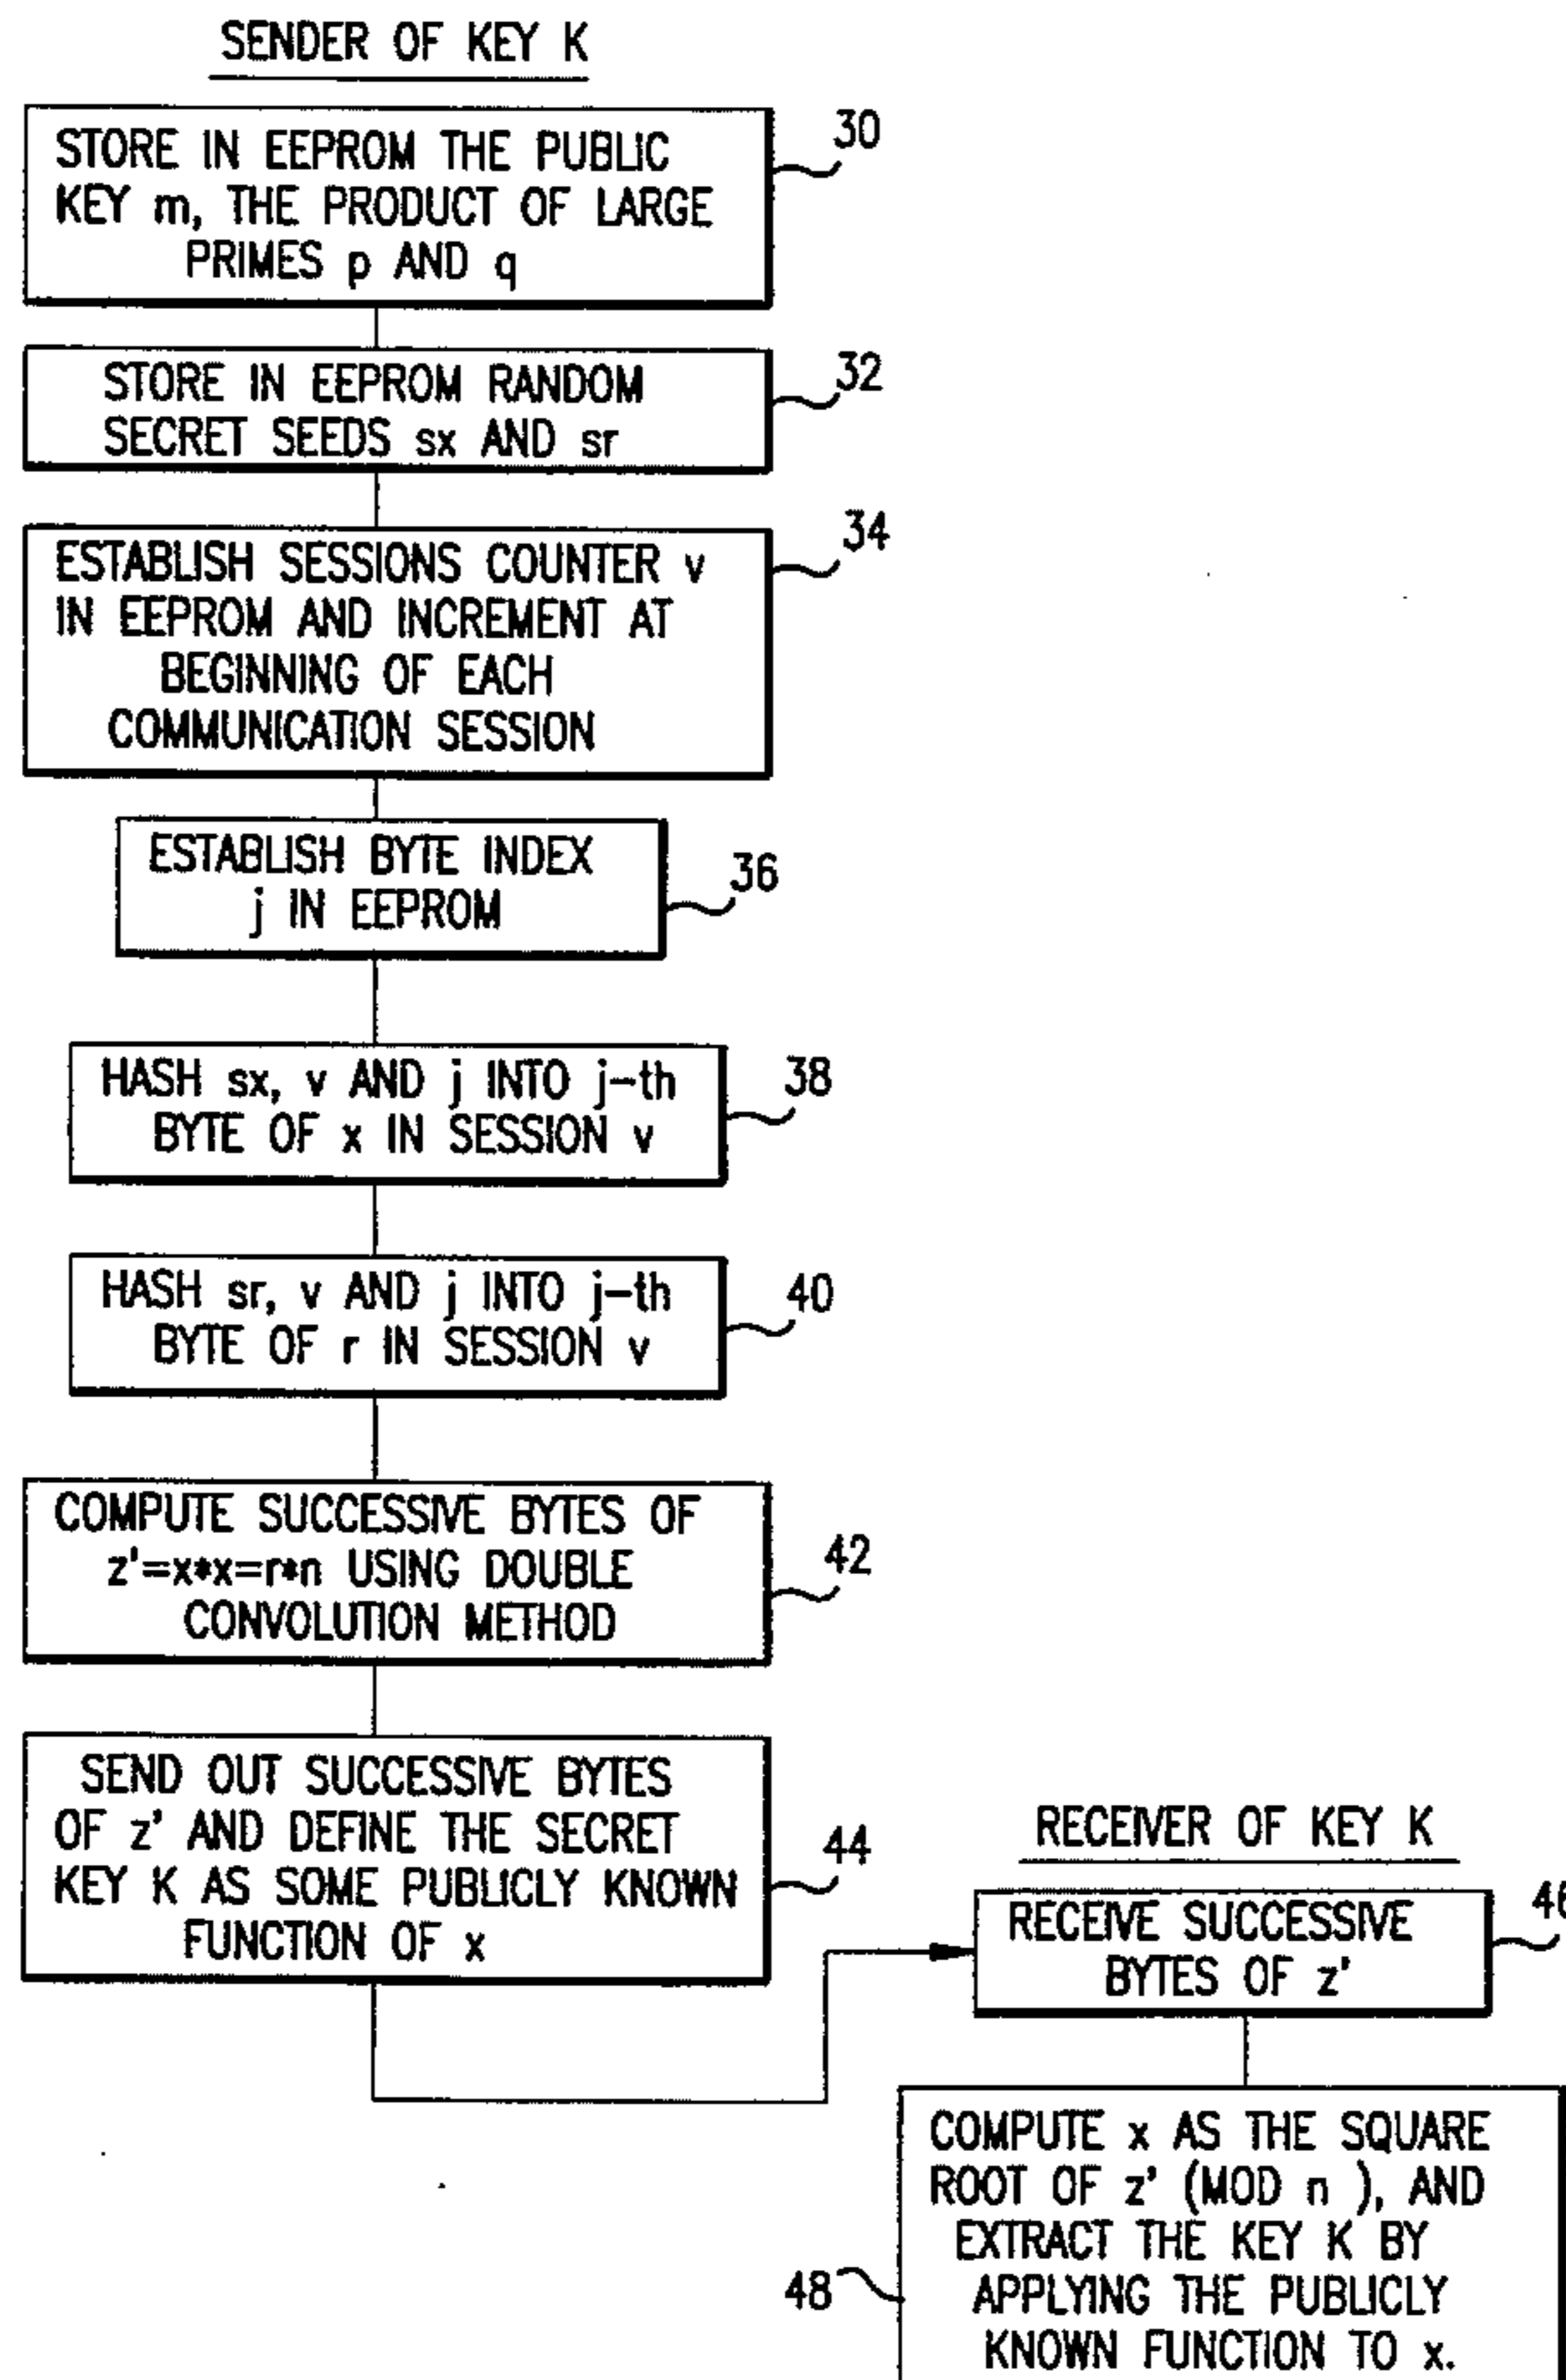 SENDER OF KEY K
STORE IN EEPROM THE PUBLIC
KEY m, THE PRODUCT OF LARGE
PRIMES p AND q
30
STORE IN EEPROM RANDOM
SECRET SEEDS sx AND sr
32
ESTABLISH SESSIONS COUNTER v
IN EEPROM AND INCREMENT AT
BEGINNING OF EACH
COMMUNICATION SESSION
34
ESTABLISH BYTE INDEX
j IN EEPROM
36
HASH sx, v AND j INTO j-th
BYTE OF x IN SESSION v
38
HASH sr, v AND j INTO j-th
BYTE OF r IN SESSION v
40
COMPUTE SUCCESSIVE BYTES OF
z'=x*x=r*n USING DOUBLE
CONVOLUTION METHOD
42
SEND OUT SUCCESSIVE BYTES
OF z' AND DEFINE THE SECRET
KEY K AS SOME PUBLICLY KNOWN
FUNCTION OF x
44
RECEIVER OF KEY K
RECEIVE SUCCESSIVE
BYTES OF z'
46
COMPUTE x AS THE SQUARE
ROOT OF z' (MOD n ), AND
EXTRACT THE KEY K BY
APPLYING THE PUBLICLY
KNOWN FUNCTION TO x.
48